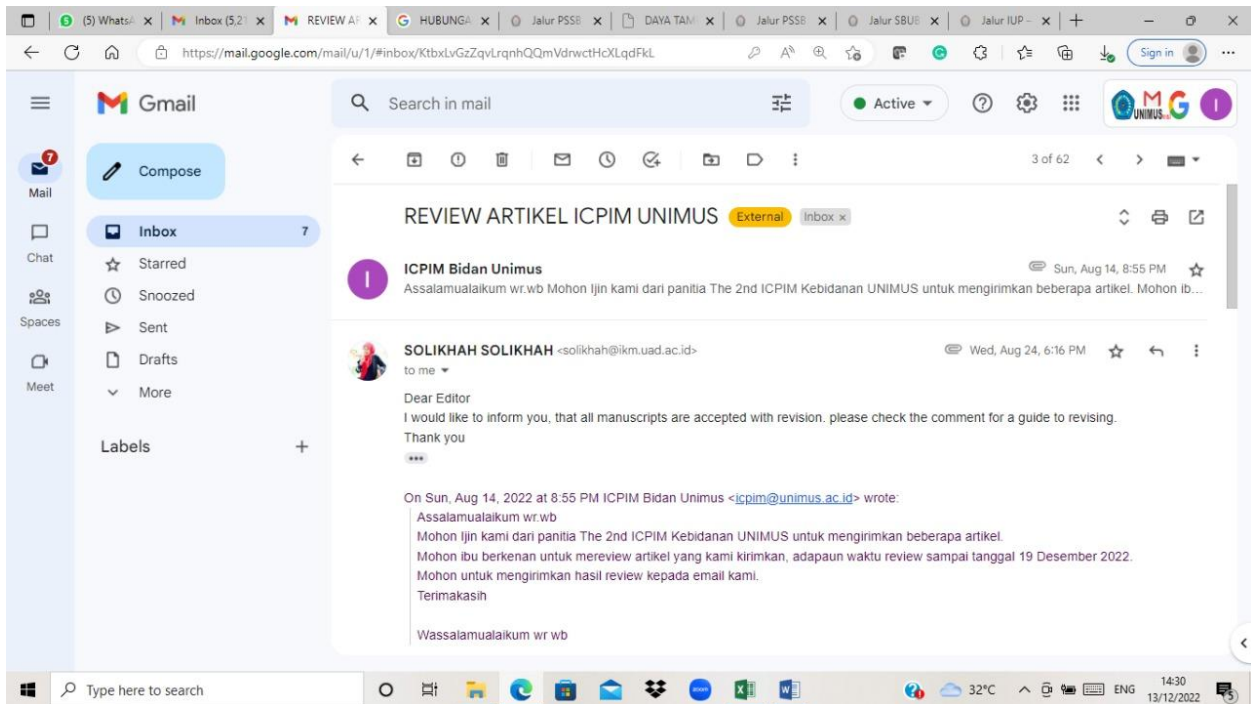 (5) WhatsA
Inbox (5,2
REVIEW AF
HUBUNGA
Jalur PSSB
DAYA TAM
Jalur PSSB
Jalur SBUE
Jalur IUP -
https://mail.google.com/mail/u/1/#inbox/KtbxLvGzZqvLrqnhQQmVdrwctHcXLqdFkL
Sign in
Gmail
Search in mail
Active
UNIMUS
MG
I
7
Mail
Chat
Spaces
Meet
Compose
Inbox 7
Starred
Snoozed
Sent
Drafts
More
Labels
3 of 62
REVIEW ARTIKEL ICPIM UNIMUS External Inbox x
I
ICPIM Bidan Unimus Sun, Aug 14, 8:55 PM
Assalamualaikum wr.wb Mohon Ijin kami dari panitia The 2nd ICPIM Kebidanan UNIMUS untuk mengirimkan beberapa artikel. Mohon ib...
SOLIKHAH SOLIKHAH <solikhah@ikm.uad.ac.id> Wed, Aug 24, 6:16 PM
to me
Dear Editor
I would like to inform you, that all manuscripts are accepted with revision. please check the comment for a guide to revising.
Thank you
On Sun, Aug 14, 2022 at 8:55 PM ICPIM Bidan Unimus <icpim@unimus.ac.id> wrote:
Assalamualaikum wr.wb
Mohon Ijin kami dari panitia The 2nd ICPIM Kebidanan UNIMUS untuk mengirimkan beberapa artikel.
Mohon ibu berkenan untuk mereview artikel yang kami kirimkan, adapaun waktu review sampai tanggal 19 Desember 2022.
Mohon untuk mengirimkan hasil review kepada email kami.
Terimakasih
Wassalamualaikum wr wb
Type here to search
zoom
32°C
ENG
14:30
13/12/2022
5